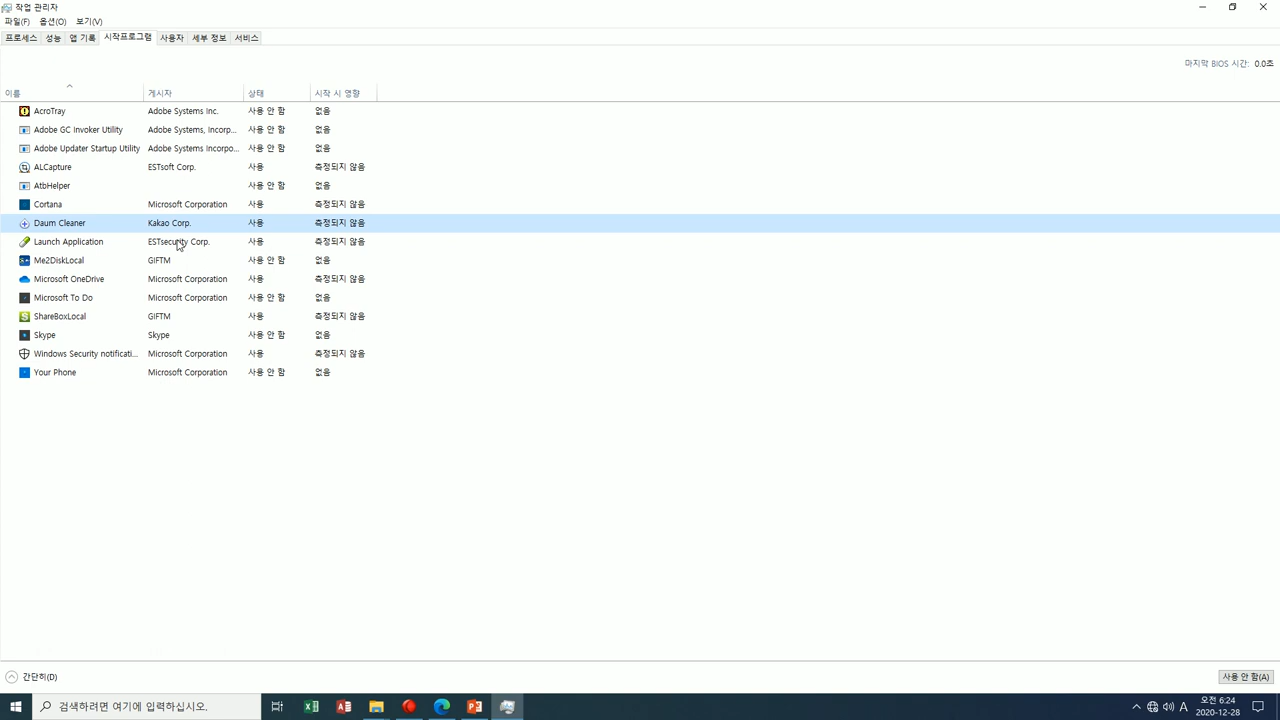 작업 관리자
파일(F) 옵션(O) 보기(V)
프로세스 성능 앱 기록 시작프로그램 사용자 세부 정보 서비스
마지막 BIOS 시간: 0.0초
이름 게시자 상태 시작 시 영향
AcroTray Adobe Systems Inc. 사용 안 함 없음
Adobe GC Invoker Utility Adobe Systems, Incorp... 사용 안 함 없음
Adobe Updater Startup Utility Adobe Systems Incorpo... 사용 안 함 없음
ALCapture ESTsoft Corp. 사용 측정되지 않음
AtbHelper 사용 안 함 없음
Cortana Microsoft Corporation 사용 측정되지 않음
Daum Cleaner Kakao Corp. 사용 측정되지 않음
Launch Application ESTsecurity Corp. 사용 측정되지 않음
Me2DiskLocal GIFTM 사용 안 함 없음
Microsoft OneDrive Microsoft Corporation 사용 측정되지 않음
Microsoft To Do Microsoft Corporation 사용 안 함 없음
ShareBoxLocal GIFTM 사용 측정되지 않음
Skype Skype 사용 안 함 없음
Windows Security notificati... Microsoft Corporation 사용 측정되지 않음
Your Phone Microsoft Corporation 사용 안 함 없음
간단히(D) 사용 안 함(A)
검색하려면 여기에 입력하십시오. A 오전 6:24
2020-12-28